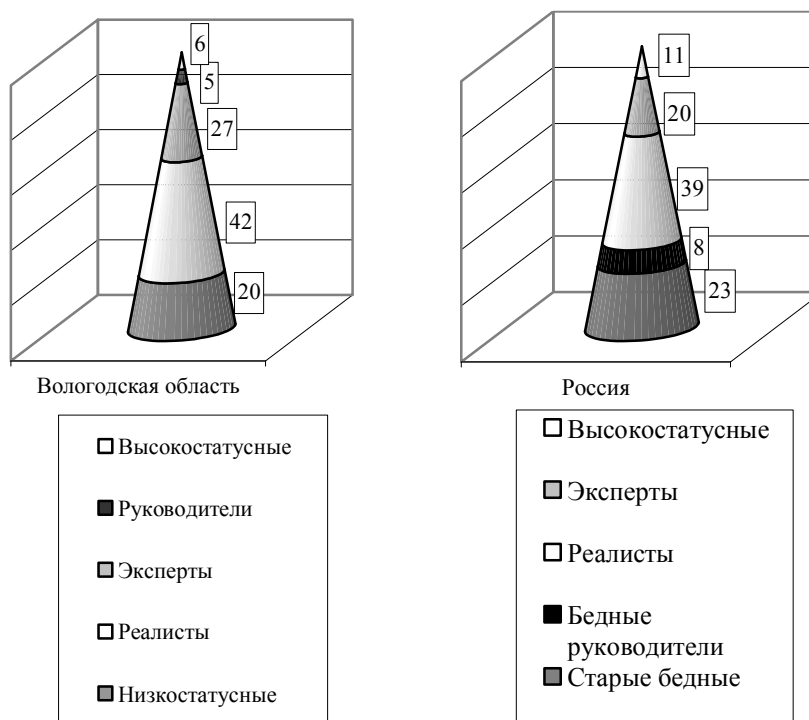 6
5
27
42
20
Вологодская область
Высокостатусные
Руководители
Эксперты
Реалисты
Низкостатусные
11
20
39
8
23
Россия
Высокостатусные
Эксперты
Реалисты
Бедные
руководители
Старые бедные